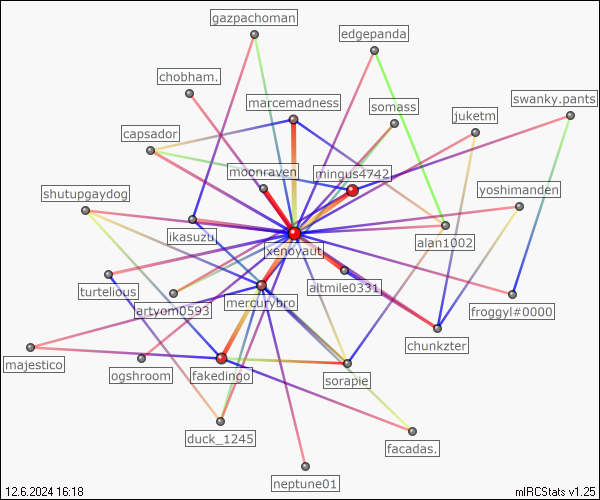 gazpachoman
edgepanda
chobham.
swanky.pants
marcemadness
somass
juketm
capsador
moonraven
mingus4742
shutupgaydog
yoshimanden
ikasuzu
xenoyaut
alan1002
turtelious
artyom0593
mercurybro
altmile0331
froggyl#0000
majestico
ogshroom
fakedingo
sorapie
chunkzter
duck_1245
facadas.
neptune01
12.6.2024 16:18
mIRCStats v1.25